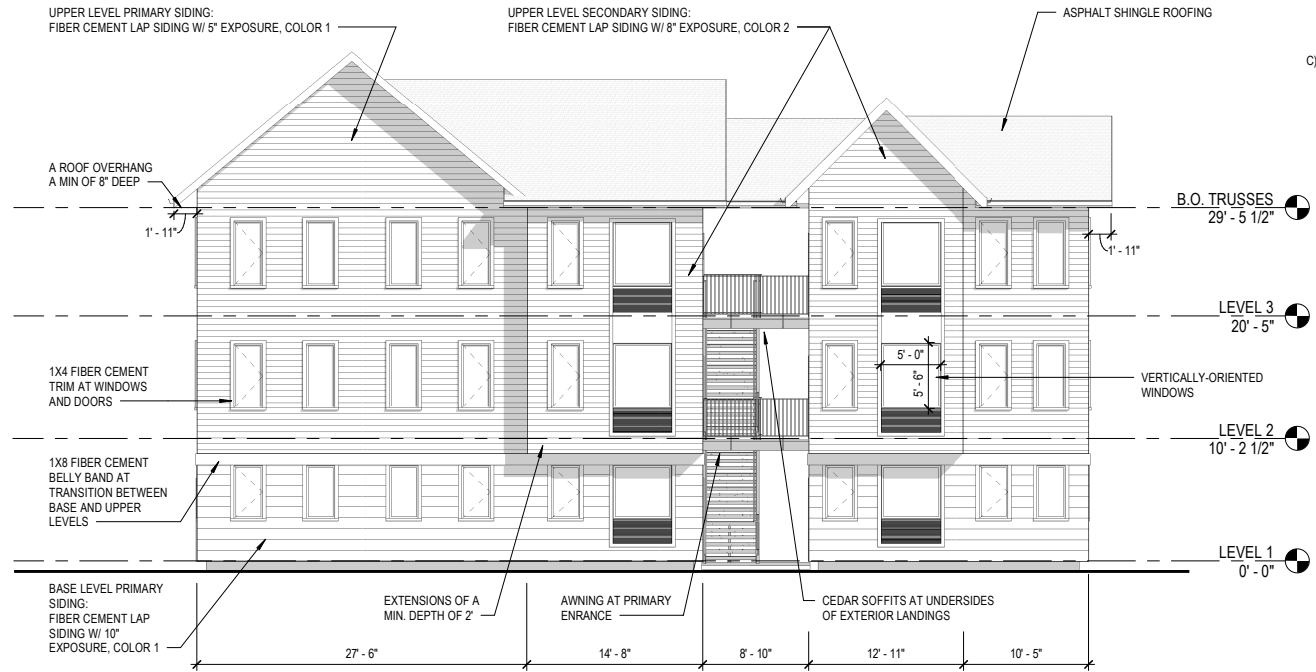 UPPER LEVEL PRIMARY SIDING:
FIBER CEMENT LAP SIDING W/ 5" EXPOSURE, COLOR 1
UPPER LEVEL SECONDARY SIDING:
FIBER CEMENT LAP SIDING W/ 8" EXPOSURE, COLOR 2
ASPHALT SHINGLE ROOFING
C)
A ROOF OVERHANG
A MIN OF 8" DEEP
1' - 11"
B.O. TRUSSES
29' - 5 1/2"
1' - 11"
LEVEL 3
20' - 5"
1X4 FIBER CEMENT
TRIM AT WINDOWS
AND DOORS
5' - 0"
5' - 6"
VERTICALLY-ORIENTED
WINDOWS
LEVEL 2
10' - 2 1/2"
1X8 FIBER CEMENT
BELLY BAND AT
TRANSITION BETWEEN
BASE AND UPPER
LEVELS
LEVEL 1
0' - 0"
BASE LEVEL PRIMARY
SIDING:
FIBER CEMENT LAP
SIDING W/ 10"
EXPOSURE, COLOR 1
EXTENSIONS OF A
MIN. DEPTH OF 2'
AWNING AT PRIMARY
ENRANCE
CEDAR SOFFITS AT UNDERSIDES
OF EXTERIOR LANDINGS
27' - 6"
14' - 8"
8' - 10"
12' - 11"
10' - 5"